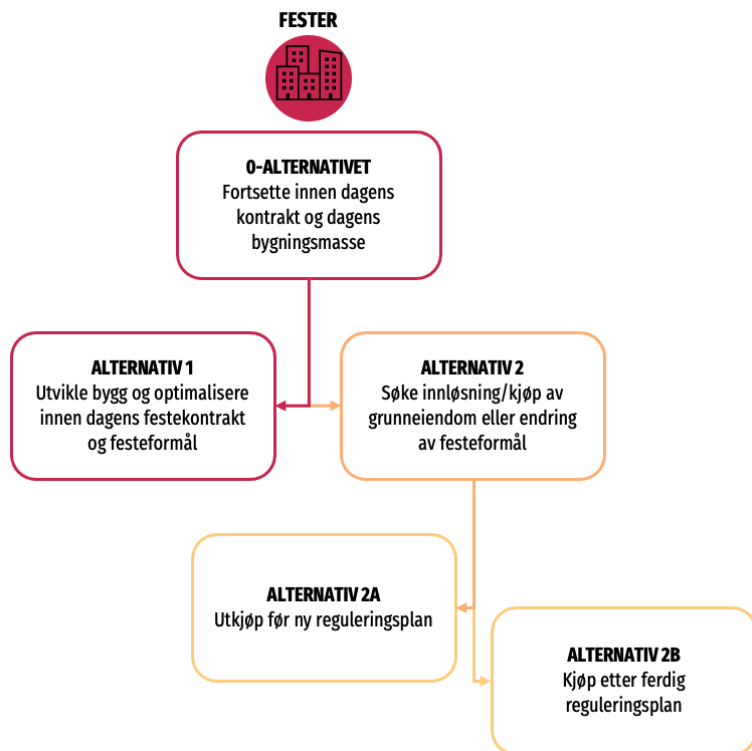 FESTER
0-ALTERNATIVET
Fortsette innen dagens
kontrakt og dagens
bygningsmasse
ALTERNATIV 1
Utvikle bygg og optimalisere
innen dagens festekontrakt
og festeformål
ALTERNATIV 2
Søke innløsning/kjøp av
grunneiendom eller endring
av festeformål
ALTERNATIV 2A
Utkjøp før ny reguleringsplan
ALTERNATIV 2B
Kjøp etter ferdig
reguleringsplan